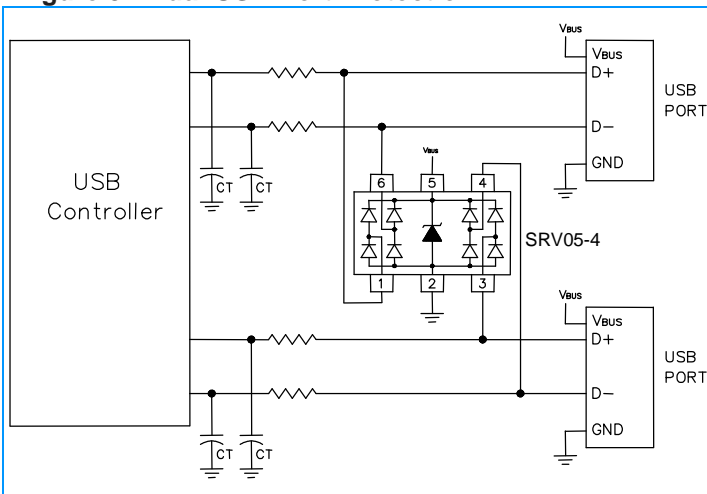 VBUS
VBUS
D+
USB
PORT
D−
GND
CT
CT
USB
Controller
VBUS
6
5
4
SRV05-4
1
2
3
VBUS
VBUS
D+
USB
PORT
D−
GND
CT
CT